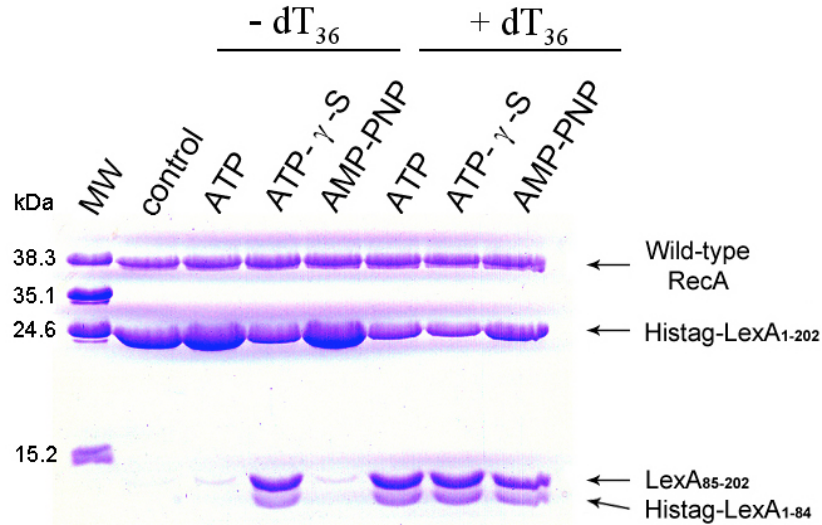 - dT36
+ dT36
MW
control
ATP
ATP-γ-S
AMP-PNP
ATP
ATP-γ-S
AMP-PNP
kDa
38.3
35.1
24.6
15.2
Wild-type
RecA
Histag-LexA1-202
LexA85-202
Histag-LexA1-84